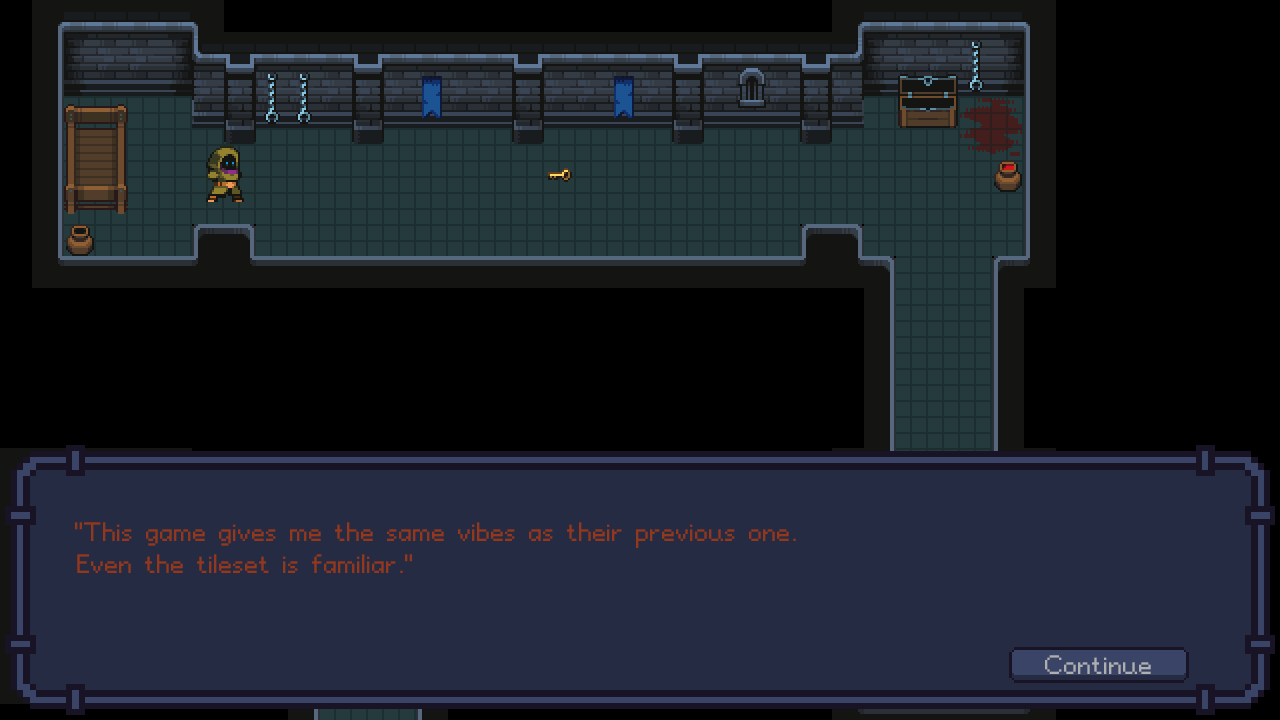 "This game gives me the same vibes as their previous one.
Even the tileset is familiar."
Continue